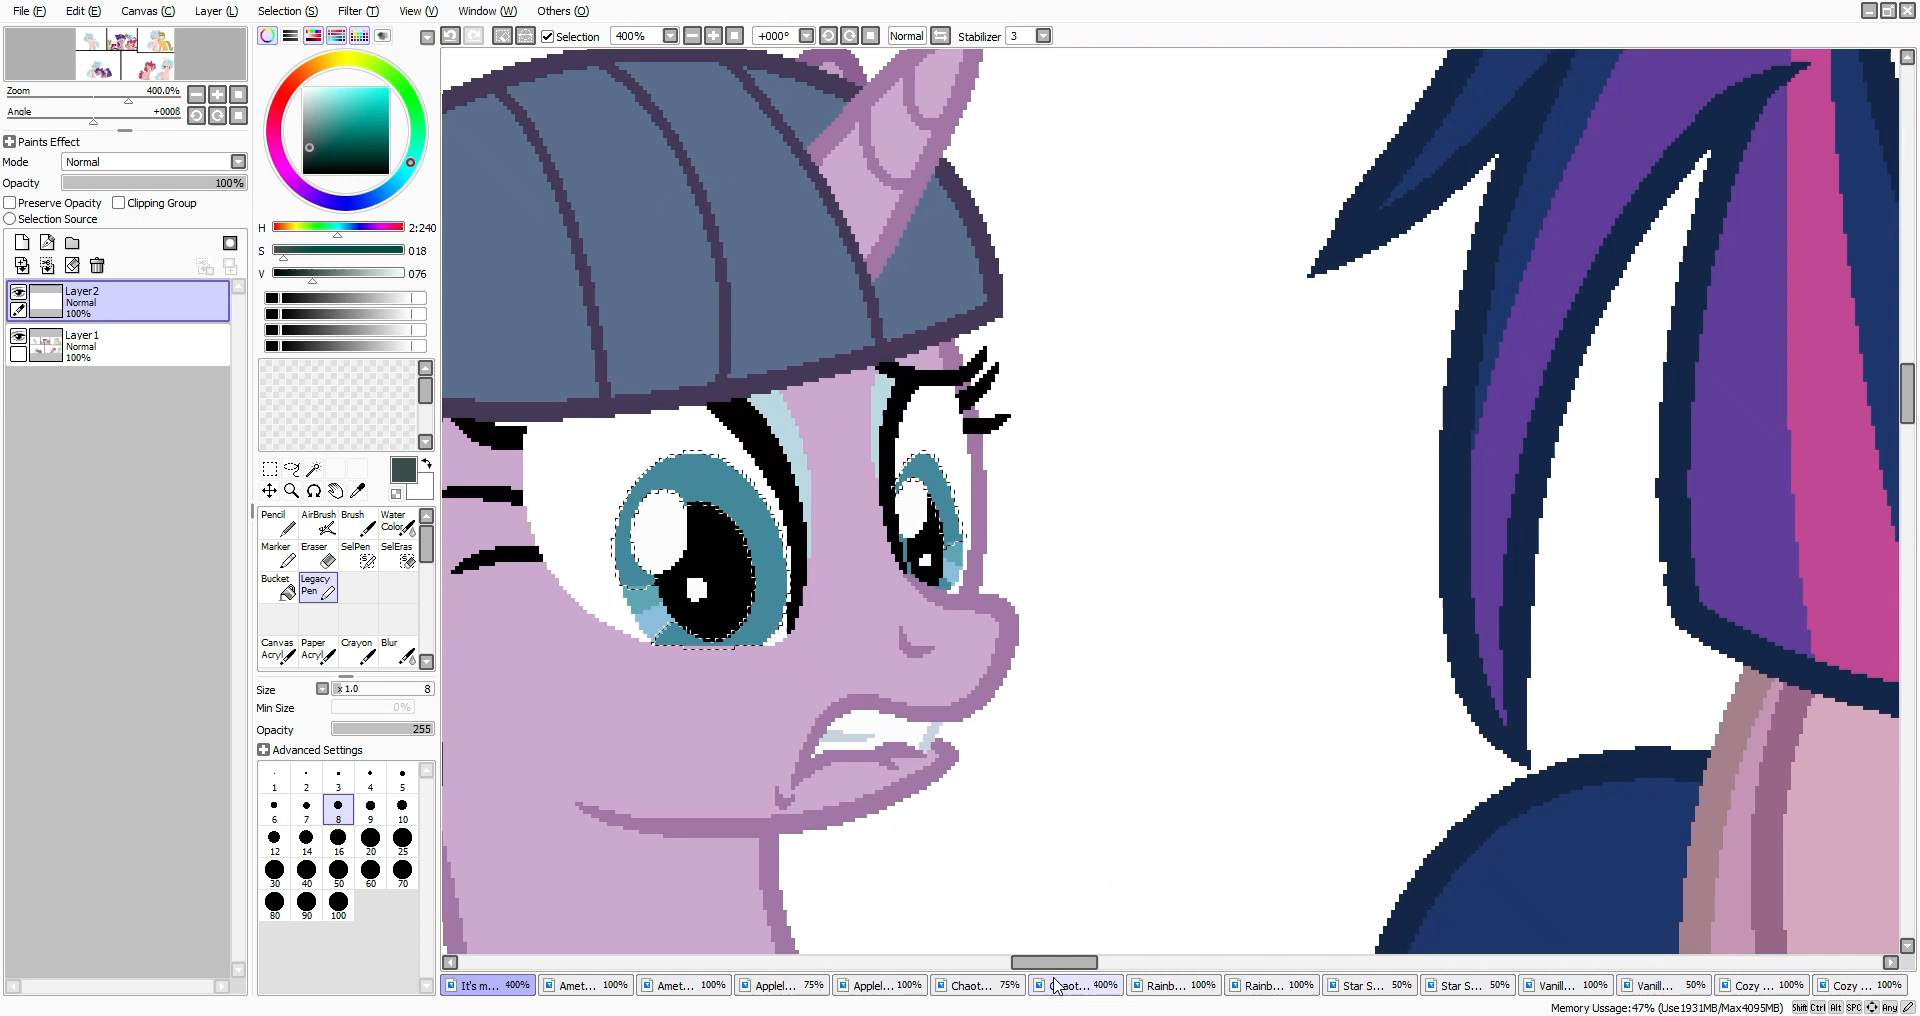 File (F) Edit (E) Canvas (C) Layer (L) Selection (S) Filter (T) View (V) Window (W) Others (O)
Selection 400% +000° Normal Stabilizer 3
Zoom 400.0%
Angle +000ß
Paints Effect
Mode Normal
Opacity 100%
Preserve Opacity Clipping Group
Selection Source
Layer2
Normal
100%
Layer1
Normal
100%
H 2:240
S 018
V 076
Pencil AirBrush Brush Water Color
Marker Eraser SelPen SelEras
Bucket Legacy Pen
Canvas Acryl Paper Acryl Crayon Blur
Size x 1.0 8
Min Size 0%
Opacity 255
Advanced Settings
1 2 3 4 5
6 7 8 9 10
12 14 16 20 25
30 40 50 60 70
80 90 100
It's m... 400% Amet... 100% Amet... 100% Applel... 75% Applel... 100% Chaot... 75% haot... 400% Rainb... 100% Rainb... 100% Star S... 50% Star S... 50% Vanill... 100% Vanill... 50% Cozy ... 100% Cozy ... 100%
Memory Ussage:47% (Use1931MB/Max4095MB) Shift Ctrl Alt SPC Any